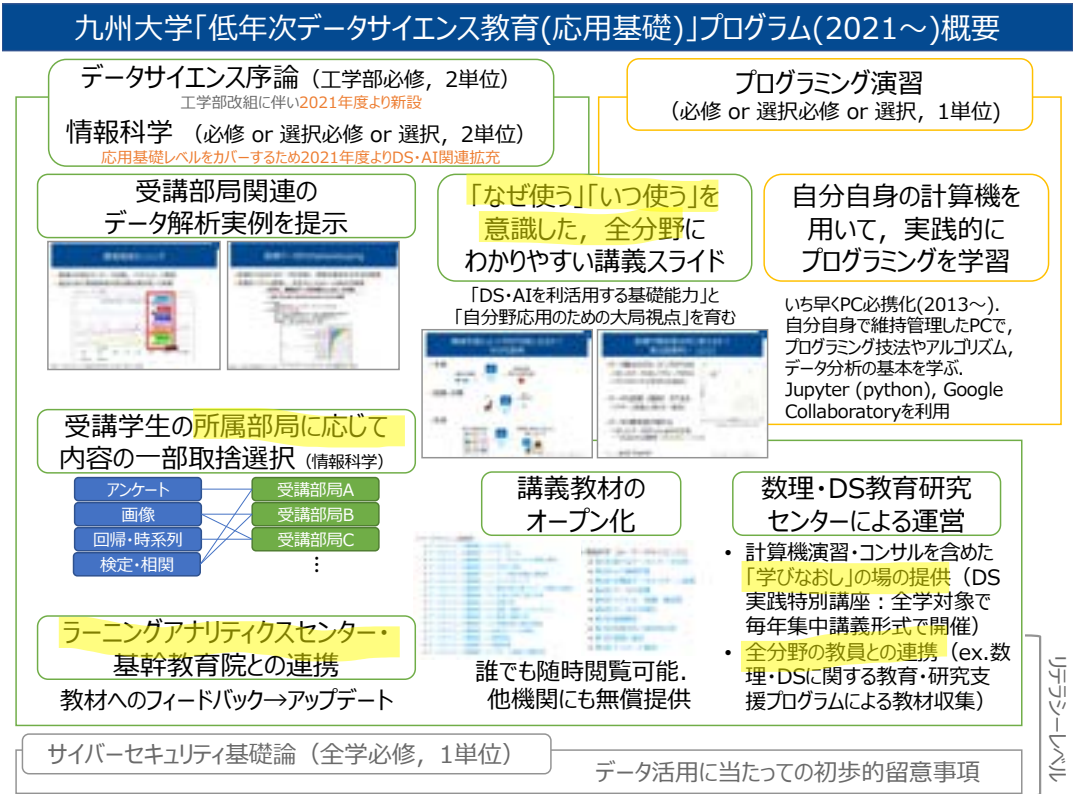 九州大学「低年次データサイエンス教育(応用基礎)」プログラム(2021～)概要
データサイエンス序論（工学部必修，2単位）
工学部改組に伴い2021年度より新設
情報科学 （必修 or 選択必修 or 選択，2単位）
応用基礎レベルをカバーするため2021年度よりDS・AI関連拡充
プログラミング演習
（必修 or 選択必修 or 選択，1単位)
受講部局関連の
データ解析実例を提示
「なぜ使う」「いつ使う」を
意識した，全分野に
わかりやすい講義スライド
「DS・AIを利活用する基礎能力」と
「自分野応用のための大局視点」を育む
自分自身の計算機を
用いて，実践的に
プログラミングを学習
いち早くPC必携化(2013～).
自分自身で維持管理したPCで,
プログラミング技法やアルゴリズム,
データ分析の基本を学ぶ.
Jupyter (python), Google
Collaboratoryを利用
受講学生の所属部局に応じて
内容の一部取捨選択（情報科学）
アンケート
画像
回帰・時系列
検定・相関
受講部局A
受講部局B
受講部局C
⋮
ラーニングアナリティクスセンター・
基幹教育院との連携
教材へのフィードバック→アップデート
講義教材の
オープン化
誰でも随時閲覧可能．
他機関にも無償提供
数理・DS教育研究
センターによる運営
• 計算機演習・コンサルを含めた
「学びなおし」の場の提供（DS
実践特別講座：全学対象で
毎年集中講義形式で開催）
• 全分野の教員との連携（ex.数
理・DSに関する教育・研究支
援プログラムによる教材収集）
リテラシーレベル
サイバーセキュリティ基礎論（全学必修，1単位）
データ活用に当たっての初歩的留意事項